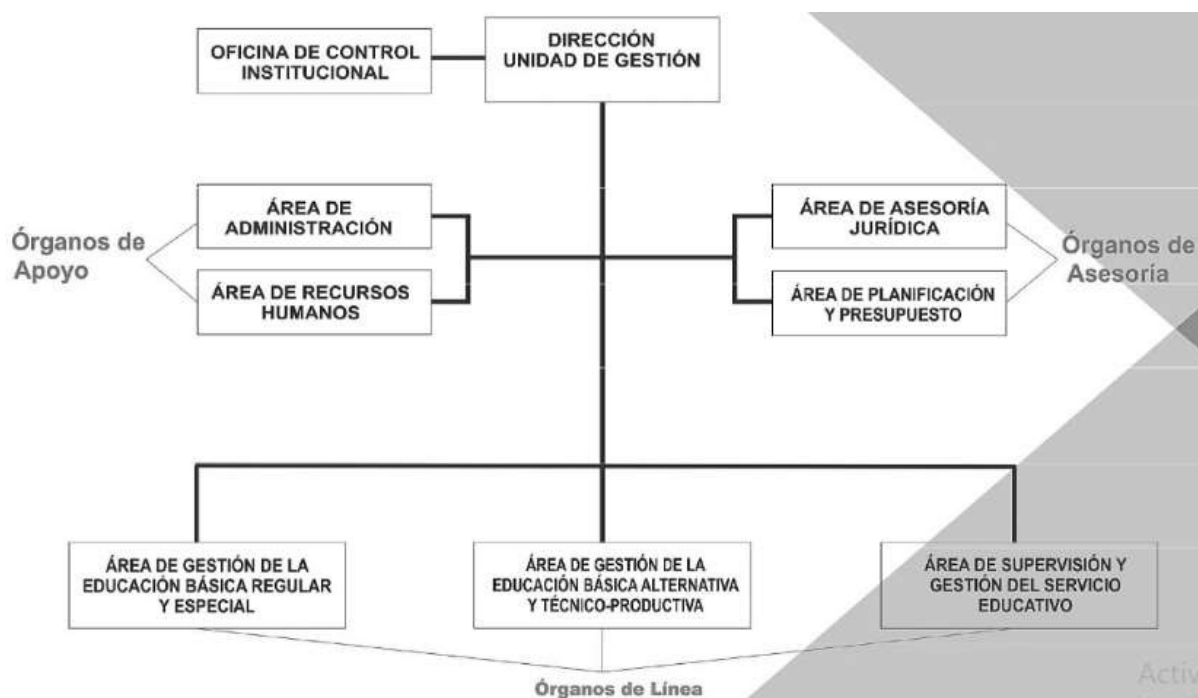 OFICINA DE CONTROL
INSTITUCIONAL
DIRECCIÓN
UNIDAD DE GESTIÓN
Órganos de
Apoyo
ÁREA DE
ADMINISTRACIÓN
ÁREA DE RECURSOS
HUMANOS
ÁREA DE ASESORÍA
JURÍDICA
ÁREA DE PLANIFICACIÓN
Y PRESUPUESTO
Órganos de
Asesoría
ÁREA DE GESTIÓN DE LA
EDUCACIÓN BÁSICA REGULAR
Y ESPECIAL
ÁREA DE GESTIÓN DE LA
EDUCACIÓN BÁSICA ALTERNATIVA
Y TÉCNICO-PRODUCTIVA
ÁREA DE SUPERVISIÓN Y
GESTIÓN DEL SERVICIO
EDUCATIVO
Órganos de Línea
Activ